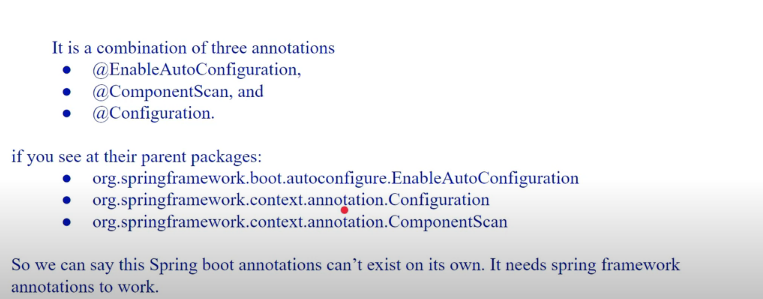 It is a combination of three annotations
● @EnableAutoConfiguration,
● @ComponentScan, and
● @Configuration.
if you see at their parent packages:
● org.springframework.boot.autoconfigure.EnableAutoConfiguration
● org.springframework.context.annotation.Configuration
● org.springframework.context.annotation.ComponentScan
So we can say this Spring boot annotations can’t exist on its own. It needs spring framework
annotations to work.